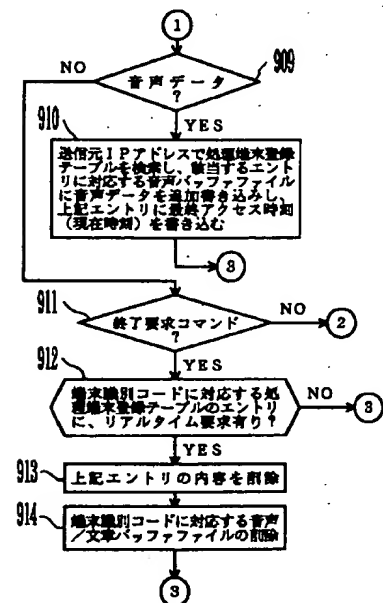 1
909
NO
音声データ
?
910
YES
送信元IPアドレスで処理端末登録
テーブルを検索し、該当するエント
リに対応する音声バッファファイル
に音声データを追加書き込みし、
上記エントリに最終アクセス時刻
(現在時刻)を書き込む
3
911
終了要求コマンド
?
NO
2
912
YES
端末識別コードに対応する処
理端末登録テーブルのエントリ
に、リアルタイム要求有り?
NO
3
YES
913
上記エントリの内容を削除
914
端末識別コードに対応する音声
/文章バッファファイルの削除
3